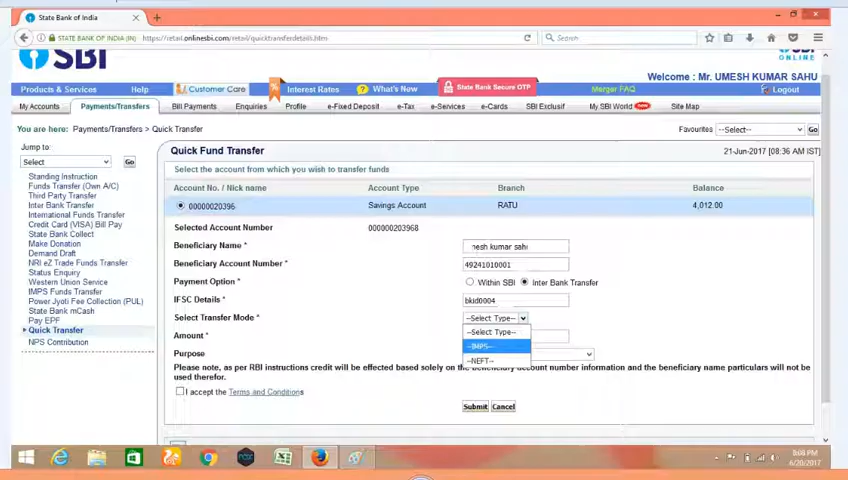 State Bank of India
STATE BANK OF INDIA (IN) https://retail.onlinesbi.com/retail/quicktransferdetails.htm Search
SBI
ONLINE
Welcome : Mr. UMESH KUMAR SAHU
Products & Services Help Customer Care Interest Rates What's New State Bank Secure OTP Merger FAQ Logout
My Accounts Payments/Transfers Bill Payments Enquiries Profile e-Fixed Deposit e-Tax e-Services e-Cards SBI Exclusif My SBI World new Site Map
You are here: Payments/Transfers > Quick Transfer Favourites --Select-- Go
Jump to:
Select Go
Standing Instruction
Funds Transfer (Own A/C)
Third Party Transfer
Inter Bank Transfer
International Funds Transfer
Credit Card (VISA) Bill Pay
State Bank Collect
Make Donation
Demand Draft
NRI eZ Trade Funds Transfer
Status Enquiry
Western Union Service
IMPS Funds Transfer
Power Jyoti Fee Collection (PUL)
State Bank mCash
Pay EPF
Quick Transfer
NPS Contribution
Quick Fund Transfer 21-Jun-2017 [08:36 AM IST]
Select the account from which you wish to transfer funds
Account No. / Nick name Account Type Branch Balance
00000020396 Savings Account RATU 4,012.00
Selected Account Number 000000203968
Beneficiary Name * nesh kumar sahi
Beneficiary Account Number * 49241010001
Payment Option * Within SBI Inter Bank Transfer
IFSC Details * bkid0004
Select Transfer Mode * --Select Type--
--Select Type--
Amount *
--IMPS--
Purpose
--NEFT--
Please note, as per RBI instructions credit will be effected based solely on the beneficiary account number information and the beneficiary name particulars will not be
used therefor.
I accept the Terms and Conditions
Submit Cancel
8:08 PM
6/20/2017